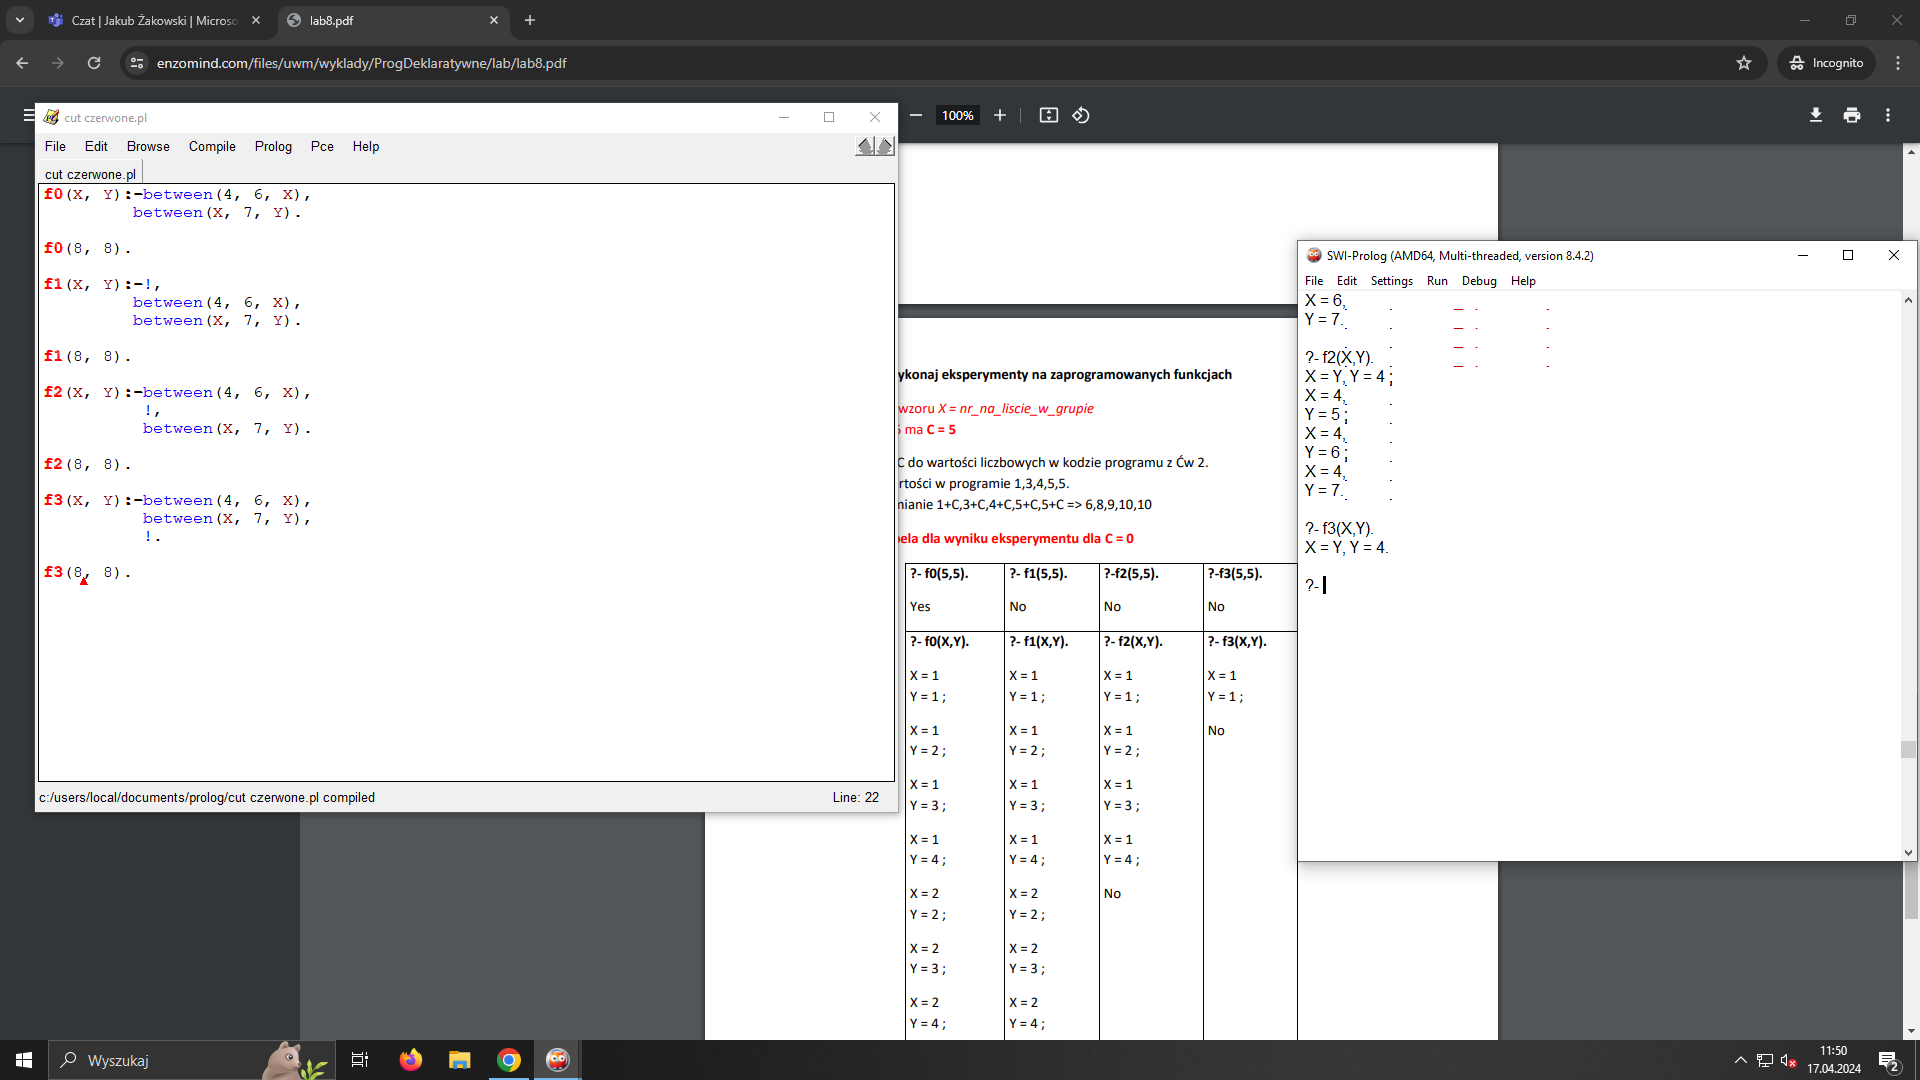 Czat | Jakub Żakowski | Microso
lab8.pdf
enzomind.com/files/uwm/wyklady/ProgDeklaratywne/lab/lab8.pdf
Incognito
100%
cut czerwone.pl
File Edit Browse Compile Prolog Pce Help
cut czerwone.pl
f0(X, Y):-between(4, 6, X),
between(X, 7, Y).
f0(8, 8).
f1(X, Y):-!,
between(4, 6, X),
between(X, 7, Y).
f1(8, 8).
f2(X, Y):-between(4, 6, X),
!,
between(X, 7, Y).
f2(8, 8).
f3(X, Y):-between(4, 6, X),
between(X, 7, Y),
!.
f3(8, 8).
c:/users/local/documents/prolog/cut czerwone.pl compiled
Line: 22
ykonaj eksperymenty na zaprogramowanych funkcjach
wzoru X = nr_na_liscie_w_grupie
ma C = 5
C do wartości liczbowych w kodzie programu z Ćw 2.
rtości w programie 1,3,4,5,5.
mianie 1+C,3+C,4+C,5+C,5+C => 6,8,9,10,10
bela dla wyniku eksperymentu dla C = 0
?- f0(5,5). ?- f1(5,5). ?-f2(5,5). ?-f3(5,5).
Yes No No No
?- f0(X,Y). ?- f1(X,Y). ?- f2(X,Y). ?- f3(X,Y).
X = 1 X = 1 X = 1 X = 1
Y = 1 ; Y = 1 ; Y = 1 ; Y = 1 ;
X = 1 X = 1 X = 1 No
Y = 2 ; Y = 2 ; Y = 2 ;
X = 1 X = 1 X = 1
Y = 3 ; Y = 3 ; Y = 3 ;
X = 1 X = 1 X = 1
Y = 4 ; Y = 4 ; Y = 4 ;
X = 2 X = 2 No
Y = 2 ; Y = 2 ;
X = 2 X = 2
Y = 3 ; Y = 3 ;
X = 2 X = 2
Y = 4 ; Y = 4 ;
SWI-Prolog (AMD64, Multi-threaded, version 8.4.2)
File Edit Settings Run Debug Help
X = 6,
Y = 7.
?- f2(X,Y).
X = Y, Y = 4 ;
X = 4,
Y = 5 ;
X = 4,
Y = 6 ;
X = 4,
Y = 7.
?- f3(X,Y).
X = Y, Y = 4.
?-
Wyszukaj
11:50
17.04.2024
2